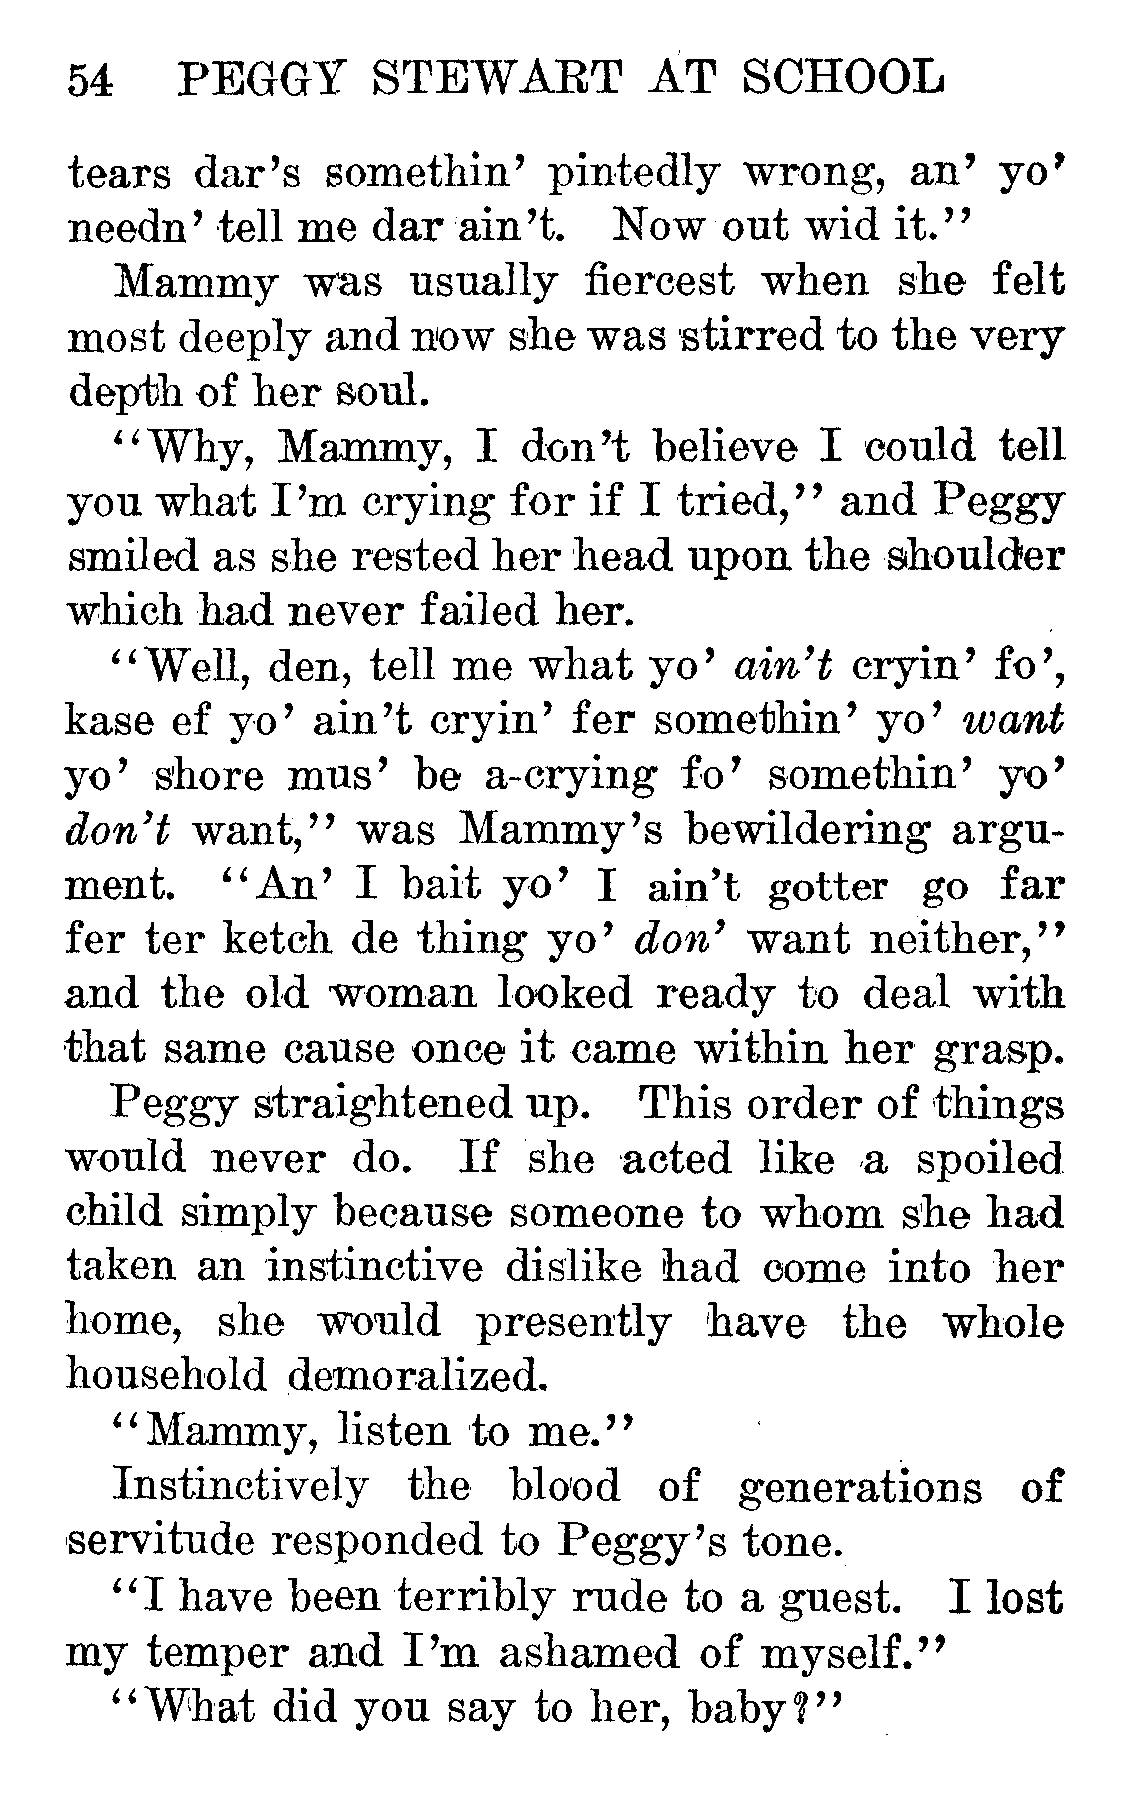 54 PEGGY STEWART AT SCHOOL
tears dar's somethin' pintedly wrong, an' yo'
needn' tell me dar ain't. Now out wid it."
Mammy was usually fiercest when she felt
most deeply and now she was stirred to the very
depth of her soul.
"Why, Mammy, I don't believe I could tell
you what I'm crying for if I tried," and Peggy
smiled as she rested her head upon the shoulder
which had never failed her.
"Well, den, tell me what yo' ain't cryin' fo',
kase ef yo' ain't cryin' fer somethin' yo' want
yo' shore mus' be a-crying fo' somethin' yo'
don't want," was Mammy's bewildering argu-
ment. "An' I bait yo' I ain't gotter go far
fer ter ketch de thing yo' don' want neither,"
and the old woman looked ready to deal with
that same cause once it came within her grasp.
Peggy straightened up. This order of things
would never do. If she acted like a spoiled
child simply because someone to whom she had
taken an instinctive dislike had come into her
home, she would presently have the whole
household demoralized.
"Mammy, listen to me."
Instinctively the blood of generations of
servitude responded to Peggy's tone.
"I have been terribly rude to a guest. I lost
my temper and I'm ashamed of myself."
"What did you say to her, baby?"